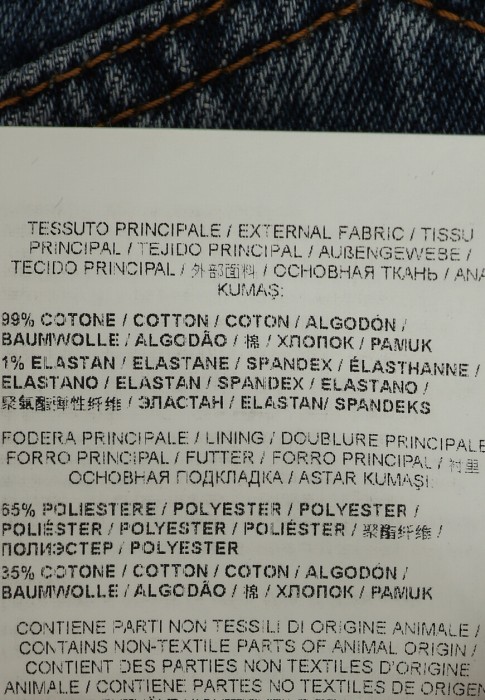 TESSUTO PRINCIPALE / EXTERNAL FABRIC / TISSU
PRINCIPAL / TEJIDO PRINCIPAL / AUßENGEWEBE /
TECIDO PRINCIPAL / 外部面料 / ОСНОВНАЯ ТКАНЬ / ANA
KUMAŞ:
99% COTONE / COTTON / COTON / ALGODÓN /
BAUMWOLLE / ALGODÃO / 棉 / ХЛОПОК / PAMUK
1% ELASTAN / ELASTANE / SPANDEX / ÉLASTHANNE /
ELASTANO / ELASTAN / SPANDEX / ELASTANO /
聚氨酯弹性纤维 / ЭЛАСТАН / ELASTAN/ SPANDEKS
FODERA PRINCIPALE / LINING / DOUBLURE PRINCIPALE
FORRO PRINCIPAL / FUTTER / FORRO PRINCIPAL / 衬里
ОСНОВНАЯ ПОДКЛАДКА / ASTAR KUMAŞI:
65% POLIESTERE / POLYESTER / POLYESTER /
POLIÉSTER / POLYESTER / POLIÉSTER / 聚酯纤维 /
ПОЛИЭСТЕР / POLYESTER
35% COTONE / COTTON / COTON / ALGODÓN /
BAUMWOLLE / ALGODÃO / 棉 / ХЛОПОК / PAMUK
CONTIENE PARTI NON TESSILI DI ORIGINE ANIMALE /
CONTAINS NON-TEXTILE PARTS OF ANIMAL ORIGIN /
CONTIENT DES PARTIES NON TEXTILES D'ORIGINE
ANIMALE / CONTIENE PARTES NO TEXTILES DE ORIGEN